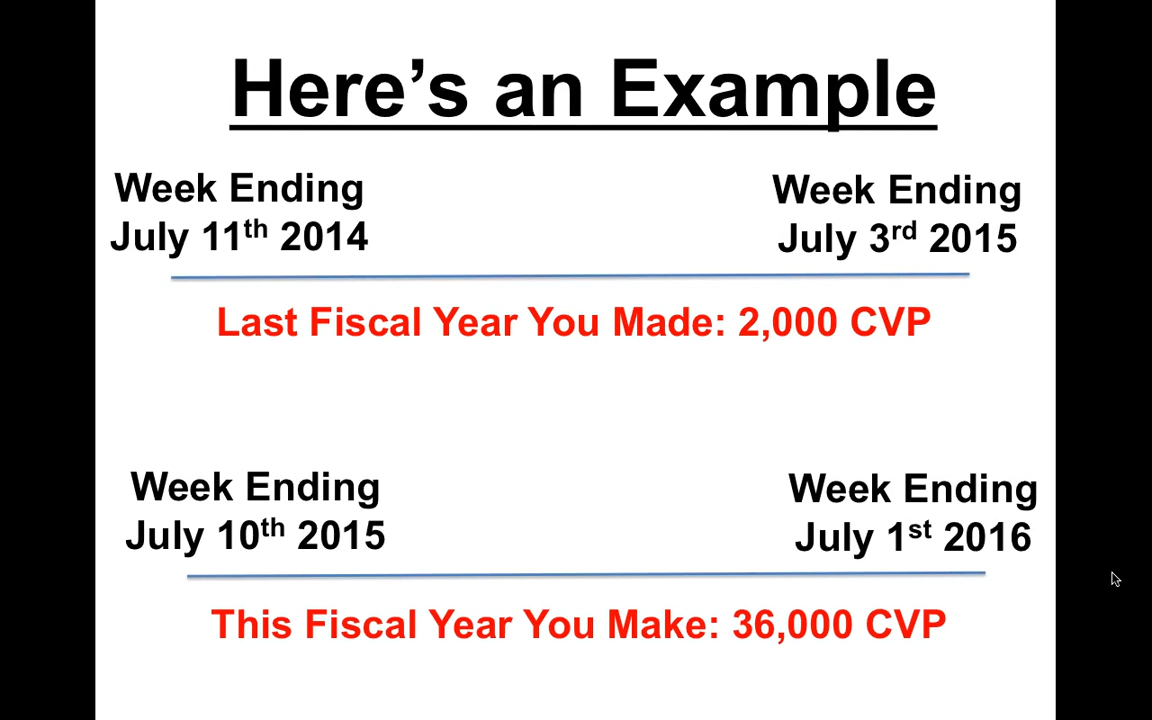 Here’s an Example
Week Ending
July 11th 2014
Week Ending
July 3rd 2015
Last Fiscal Year You Made: 2,000 CVP
Week Ending
July 10th 2015
Week Ending
July 1st 2016
This Fiscal Year You Make: 36,000 CVP